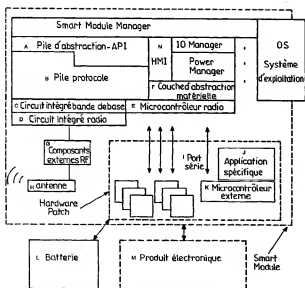 Smart Module Manager
A Pile d'abstraction-API
B Pile protocole
N
HMI
IO Manager
Power
Manager
F Couche d'abstraction
matérielle
OS
Système
d'exploitation
C Circuit intégré bande de base
E Microcontrôleur radio
D Circuit intégré radio
G Composants
externes RF
H antenne
I Port
série
J
Application
spécifique
K Microcontrôleur
externe
Hardware
Patch
L Batterie
M Produit électronique
Smart
Module